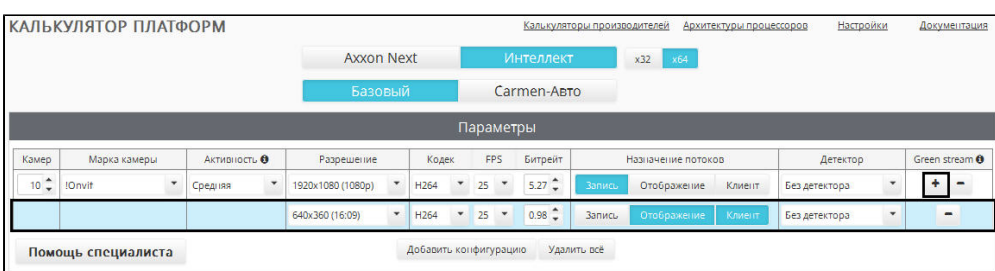 КАЛЬКУЛЯТОР ПЛАТФОРМ Калькуляторы производителей Архитектуры процессоров Настройки Документация
Axxon Next Интеллект x32 x64
Базовый Carmen-Авто
Параметры
Камер Марка камеры Активность Разрешение Кодек FPS Битрейт Назначение потоков Детектор Green stream
10 !Onvif Средняя 1920x1080 (1080p) H264 25 5.27 Запись Отображение Клиент Без детектора + -
640x360 (16:09) H264 25 0.98 Запись Отображение Клиент Без детектора -
Помощь специалиста Добавить конфигурацию Удалить всё